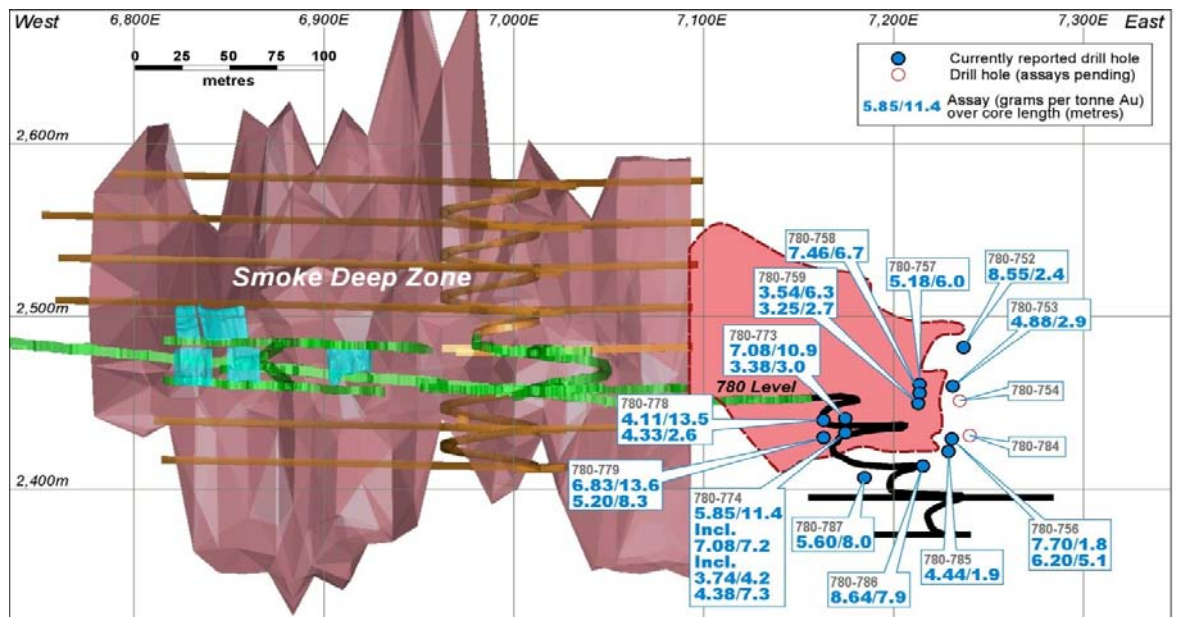 West
6,800E
6,900E
7,000E
7,100E
7,200E
7,300E
East
0 25 50 75 100
metres
Currently reported drill hole
Drill hole (assays pending)
5.85/11.4 Assay (grams per tonne Au)
over core length (metres)
2,600m
2,500m
2,400m
Smoke Deep Zone
780 Level
780-758
7.46/6.7
780-759
3.54/6.3
3.25/2.7
780-773
7.08/10.9
3.38/3.0
780-757
5.18/6.0
780-752
8.55/2.4
780-753
4.88/2.9
780-754
780-784
780-778
4.11/13.5
4.33/2.6
780-779
6.83/13.6
5.20/8.3
780-774
5.85/11.4
Incl.
7.08/7.2
Incl.
3.74/4.2
4.38/7.3
780-787
5.60/8.0
780-786
8.64/7.9
780-785
4.44/1.9
780-756
7.70/1.8
6.20/5.1